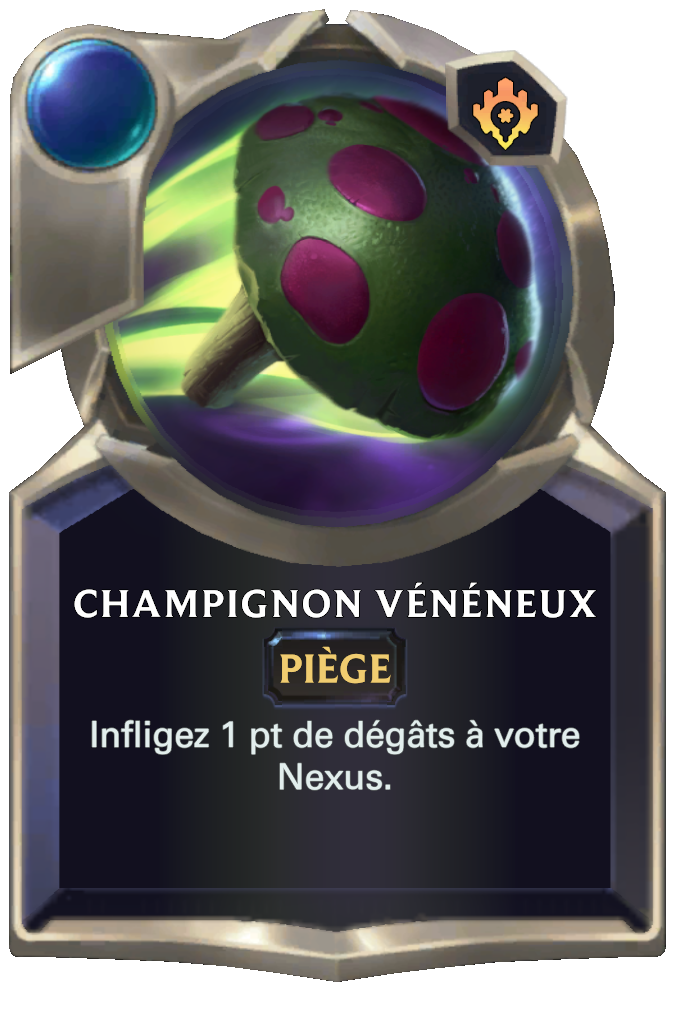 CHAMPIGNON VÉNÉNEUX
PIÈGE
Infligez 1 pt de dégâts à votre
Nexus.